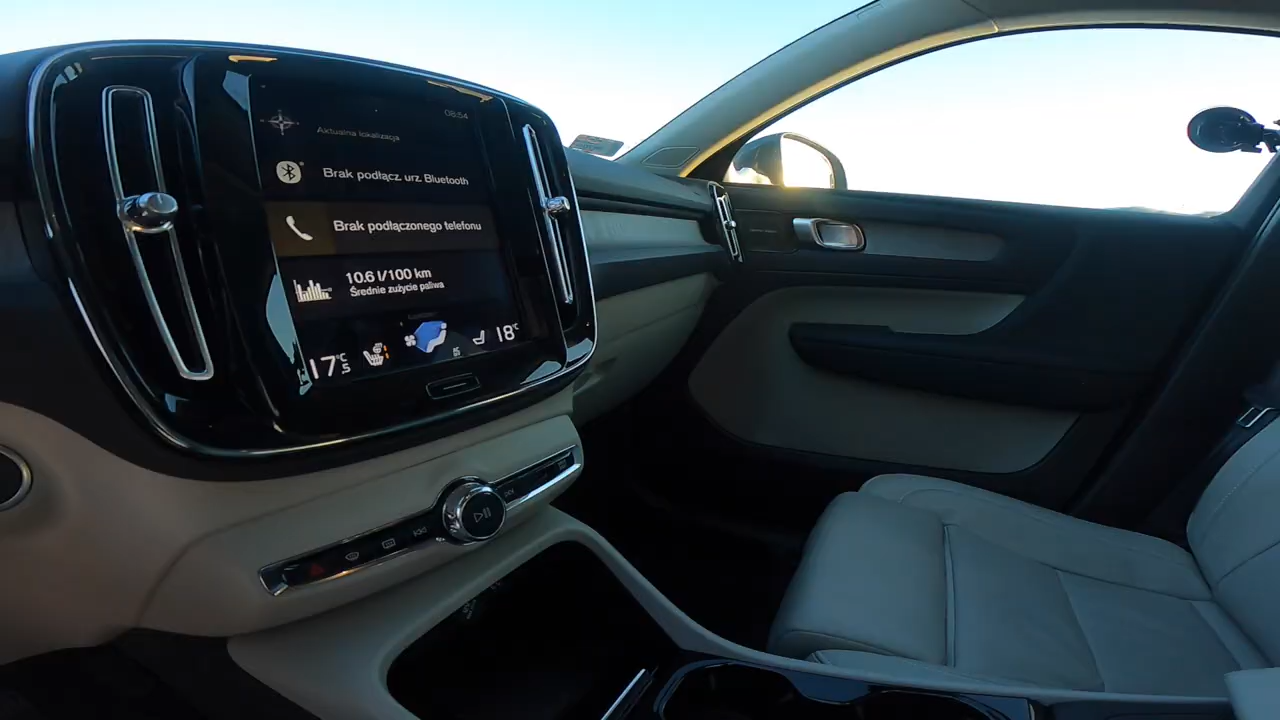 08:54
Aktualna lokalizacja
Brak podłącz. urz. Bluetooth
Brak podłączonego telefonu
10.6 l/100 km
Średnie zużycie paliwa
17.5°C
18°C